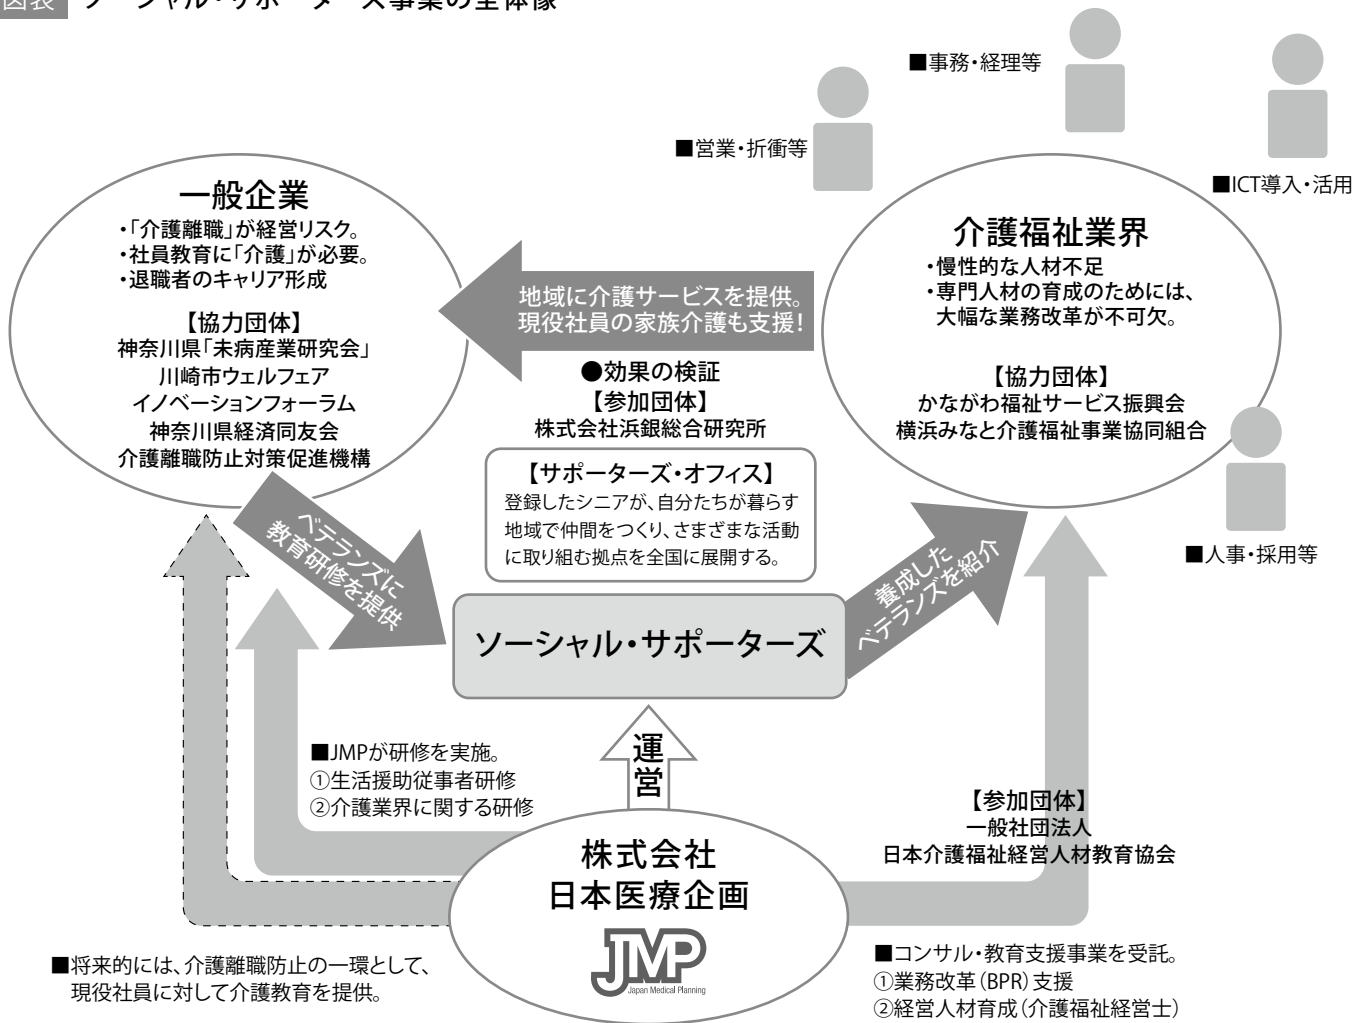 図表 ソーシャル・サポーターズ事業の全体像
■事務・経理等
■営業・折衝等
■ICT導入・活用
一般企業
・「介護離職」が経営リスク。
・社員教育に「介護」が必要。
・退職者のキャリア形成
【協力団体】
神奈川県「未病産業研究会」
川崎市ウェルフェア
イノベーションフォーラム
神奈川県経済同友会
介護離職防止対策促進機構
地域に介護サービスを提供。
現役社員の家族介護も支援!
●効果の検証
【参加団体】
株式会社浜銀総合研究所
介護福祉業界
・慢性的な人材不足
・専門人材の育成のためには、
大幅な業務改革が不可欠。
【協力団体】
かながわ福祉サービス振興会
横浜みなと介護福祉事業協同組合
■人事・採用等
【サポーターズ・オフィス】
登録したシニアが、自分たちが暮らす
地域で仲間をつくり、さまざまな活動
に取り組む拠点を全国に展開する。
ベテランズに
教育研修を提供
養成した
ベテランズを紹介
ソーシャル・サポーターズ
運営
■JMPが研修を実施。
①生活援助従事者研修
②介護業界に関する研修
【参加団体】
一般社団法人
日本介護福祉経営人材教育協会
株式会社
日本医療企画
JMP
Japan Medical Planning
■将来的には、介護離職防止の一環として、
現役社員に対して介護教育を提供。
■コンサル・教育支援事業を受託。
①業務改革(BPR)支援
②経営人材育成(介護福祉経営士)